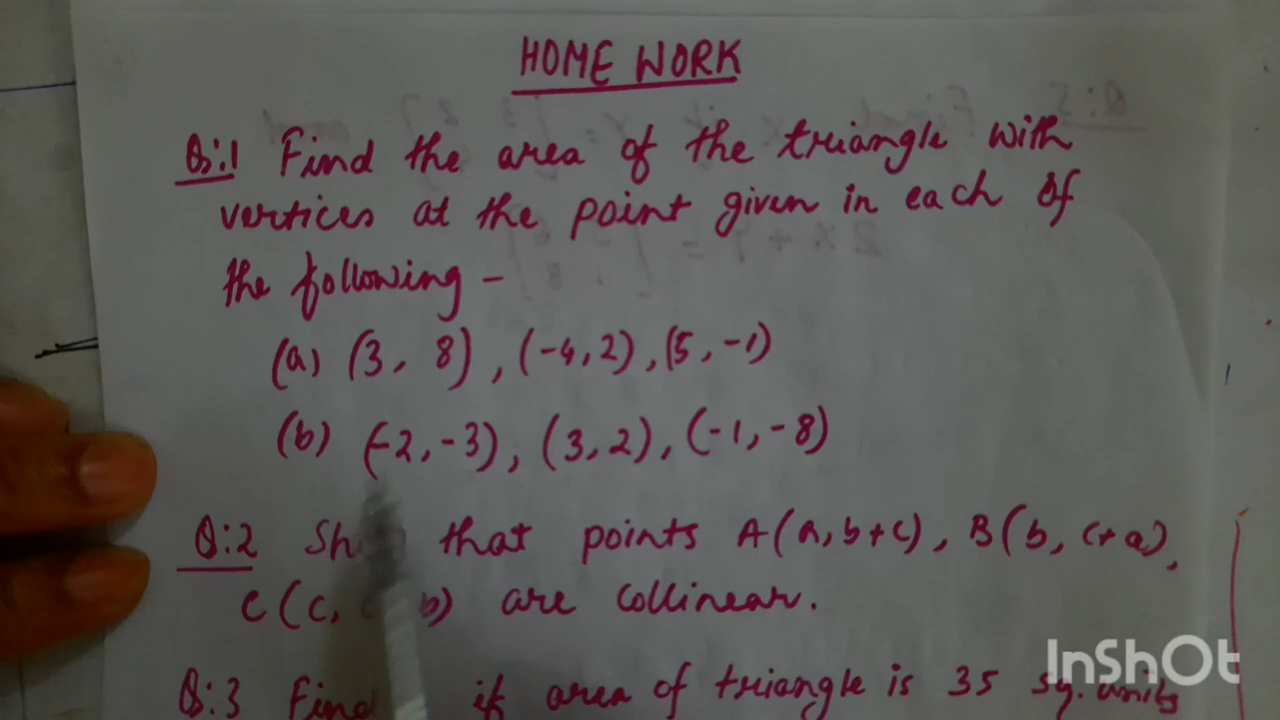 HOME WORK
Q:1 Find the area of the triangle with
vertices at the point given in each of
the following -
(a) (3, 8), (-4, 2), (5, -1)
(b) (-2, -3), (3, 2), (-1, -8)
Q:2 that points A(a, b+c), B(b, c+a),
C(c, b) are collinear.
Q:3 Find if area of triangle is 35 sq. units
InShOt